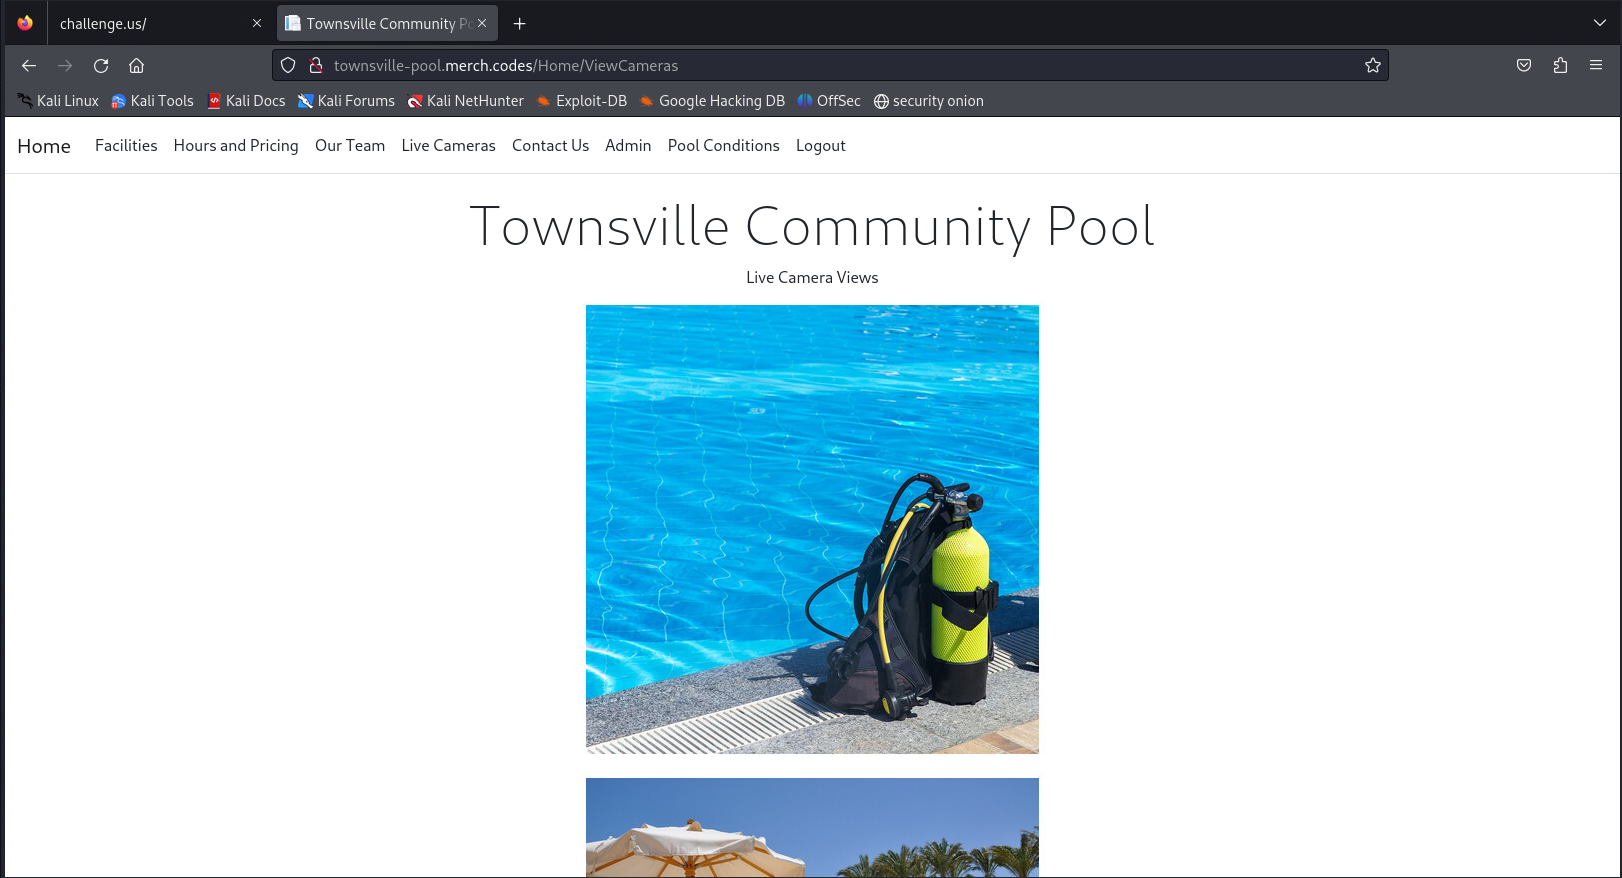 challenge.us/
Townsville Community Po
townsville-pool.merch.codes/Home/ViewCameras
Kali Linux Kali Tools Kali Docs Kali Forums Kali NetHunter Exploit-DB Google Hacking DB OffSec security onion
Home Facilities Hours and Pricing Our Team Live Cameras Contact Us Admin Pool Conditions Logout
Townsville Community Pool
Live Camera Views